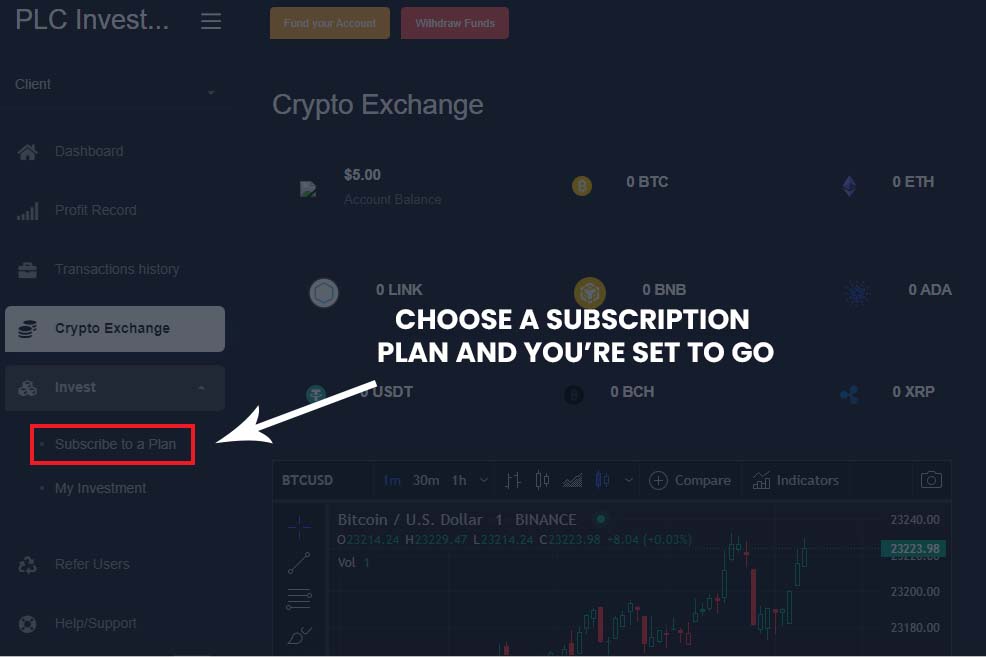 PLC Invest...
Fund your Account
Withdraw Funds
Client
Crypto Exchange
Dashboard
$5.00
Account Balance
0 BTC
0 ETH
Profit Record
Transactions history
0 LINK
0 BNB
0 ADA
Crypto Exchange
CHOOSE A SUBSCRIPTION
PLAN AND YOU’RE SET TO GO
Invest
0 USDT
0 BCH
0 XRP
Subscribe to a Plan
My Investment
BTCUSD 1m 30m 1h Compare Indicators
Bitcoin / U.S. Dollar 1 BINANCE
O23214.24 H23229.47 L23214.24 C23223.98 +8.04 (+0.03%)
Vol 1
23240.00
23223.98
23200.00
23180.00
Refer Users
Help/Support